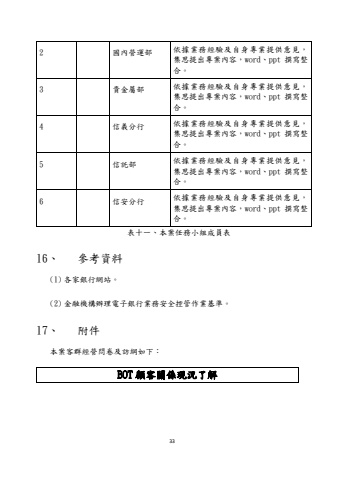 2 國內營運部 依據業務經驗及自身專業提供意見，
集思提出專案內容，word、ppt 撰寫整
合。
3 貴金屬部 依據業務經驗及自身專業提供意見，
集思提出專案內容，word、ppt 撰寫整
合。
4 信義分行 依據業務經驗及自身專業提供意見，
集思提出專案內容，word、ppt 撰寫整
合。
5 信託部 依據業務經驗及自身專業提供意見，
集思提出專案內容，word、ppt 撰寫整
合。
6 信安分行 依據業務經驗及自身專業提供意見，
集思提出專案內容，word、ppt 撰寫整
合。
表十一、本案任務小組成員表
16、 參考資料
(1) 各家銀行網站。
(2) 金融機構辦理電子銀行業務安全控管作業基準。
17、 附件
本案客群經營問卷及訪綱如下：
BOT 顧客關係現況了解
33